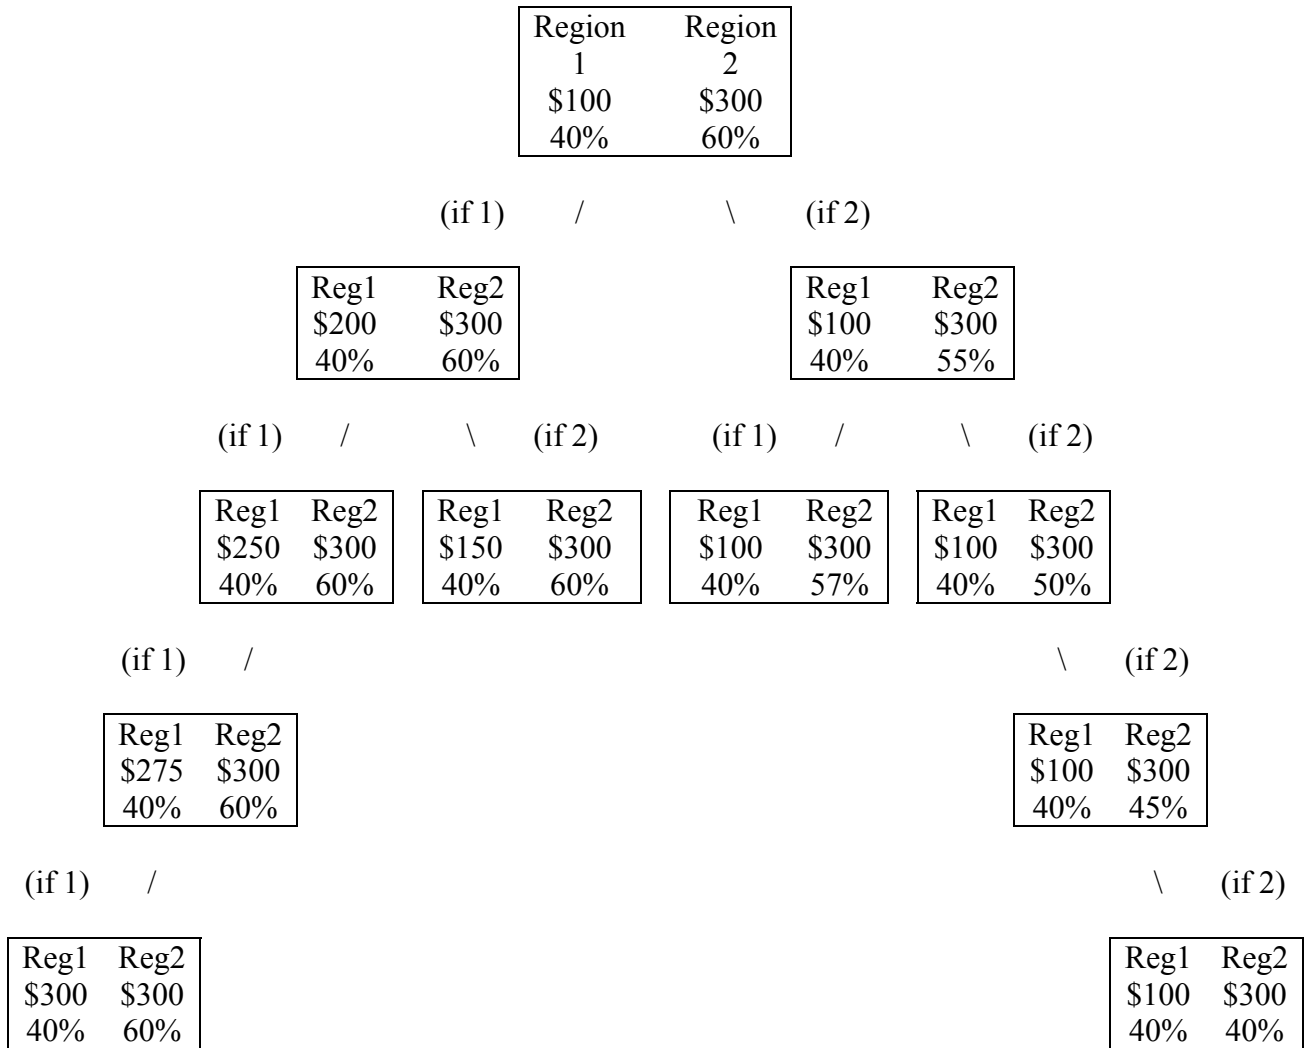 Region Region
1 2
$100 $300
40% 60%
(if 1) / \ (if 2)
Reg1 Reg2 Reg1 Reg2
$200 $300 $100 $300
40% 60% 40% 55%
(if 1) / \ (if 2) (if 1) / \ (if 2)
Reg1 Reg2 Reg1 Reg2 Reg1 Reg2 Reg1 Reg2
$250 $300 $150 $300 $100 $300 $100 $300
40% 60% 40% 60% 40% 57% 40% 50%
(if 1) / \ (if 2)
Reg1 Reg2 Reg1 Reg2
$275 $300 $100 $300
40% 60% 40% 45%
(if 1) / \ (if 2)
Reg1 Reg2 Reg1 Reg2
$300 $300 $100 $300
40% 60% 40% 40%